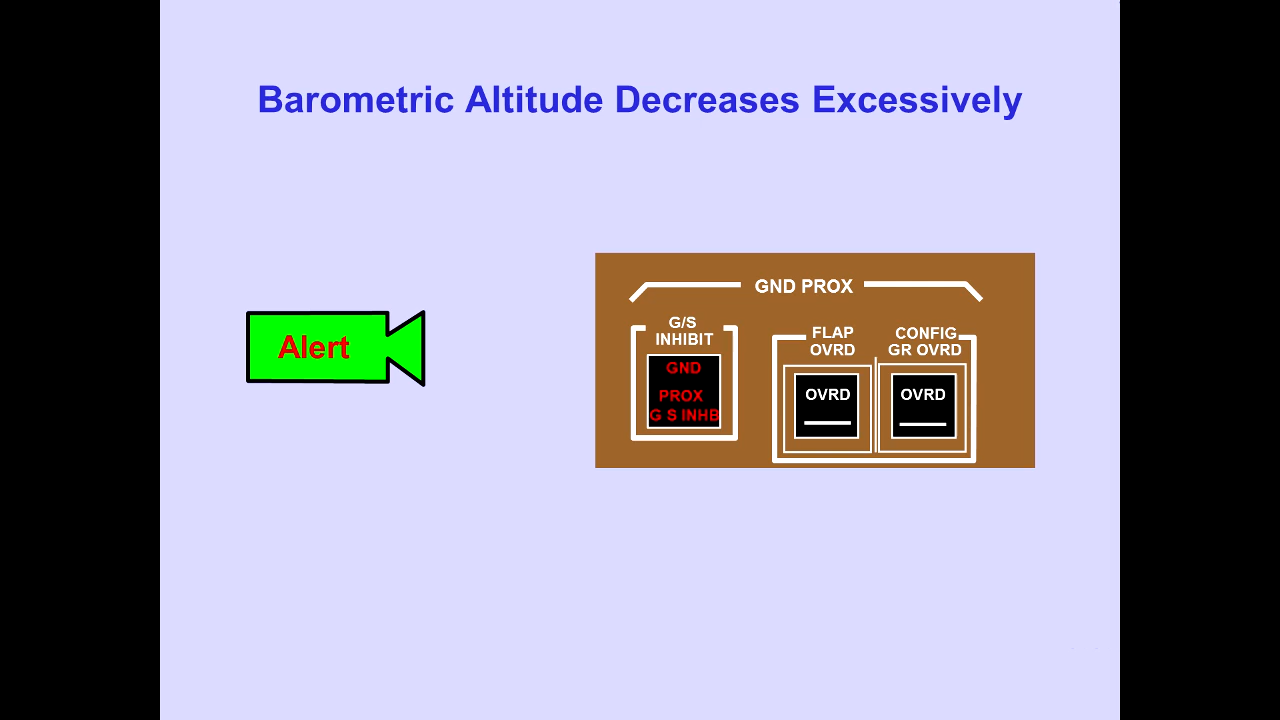 Barometric Altitude Decreases Excessively
Alert
GND PROX
G/S
INHIBIT
GND
PROX
G S INHB
FLAP
OVRD
OVRD
CONFIG
GR OVRD
OVRD